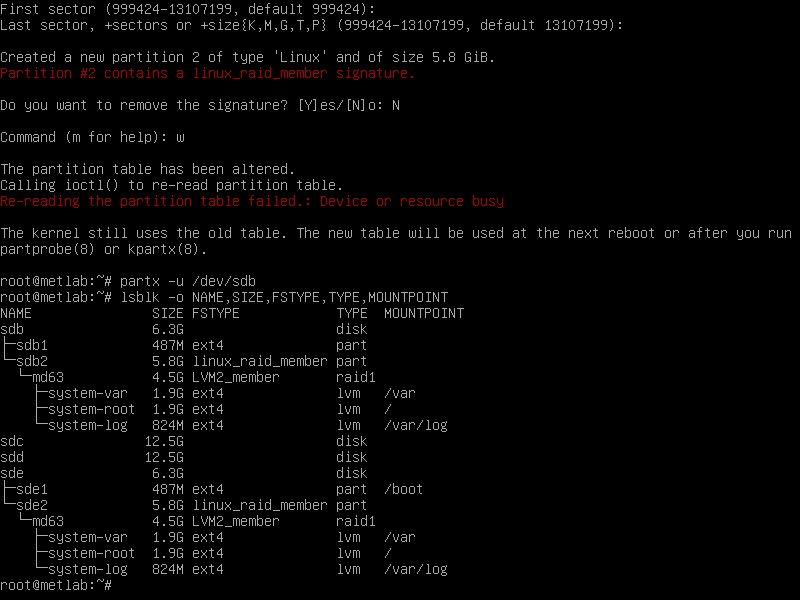 First sector (999424-13107199, default 999424):
Last sector, +sectors or +size{K,M,G,T,P} (999424-13107199, default 13107199):
Created a new partition 2 of type 'Linux' and of size 5.8 GiB.
Partition #2 contains a linux_raid_member signature.
Do you want to remove the signature? [Y]es/[N]o: N
Command (m for help): w
The partition table has been altered.
Calling ioctl() to re-read partition table.
Re-reading the partition table failed.: Device or resource busy
The kernel still uses the old table. The new table will be used at the next reboot or after you run
partprobe(8) or kpartx(8).
root@metlab:~# partx -u /dev/sdb
root@metlab:~# lsblk -o NAME,SIZE,FSTYPE,TYPE,MOUNTPOINT
NAME               SIZE FSTYPE            TYPE  MOUNTPOINT
sdb                6.3G                   disk
├─sdb1             487M ext4              part
└─sdb2             5.8G linux_raid_member part
  └─md63           4.5G LVM2_member       raid1
    ├─system-var   1.9G ext4              lvm   /var
    ├─system-root  1.9G ext4              lvm   /
    └─system-log   824M ext4              lvm   /var/log
sdc               12.5G                   disk
sdd               12.5G                   disk
sde                6.3G                   disk
├─sde1             487M ext4              part  /boot
└─sde2             5.8G linux_raid_member part
  └─md63           4.5G LVM2_member       raid1
    ├─system-var   1.9G ext4              lvm   /var
    ├─system-root  1.9G ext4              lvm   /
    └─system-log   824M ext4              lvm   /var/log
root@metlab:~#